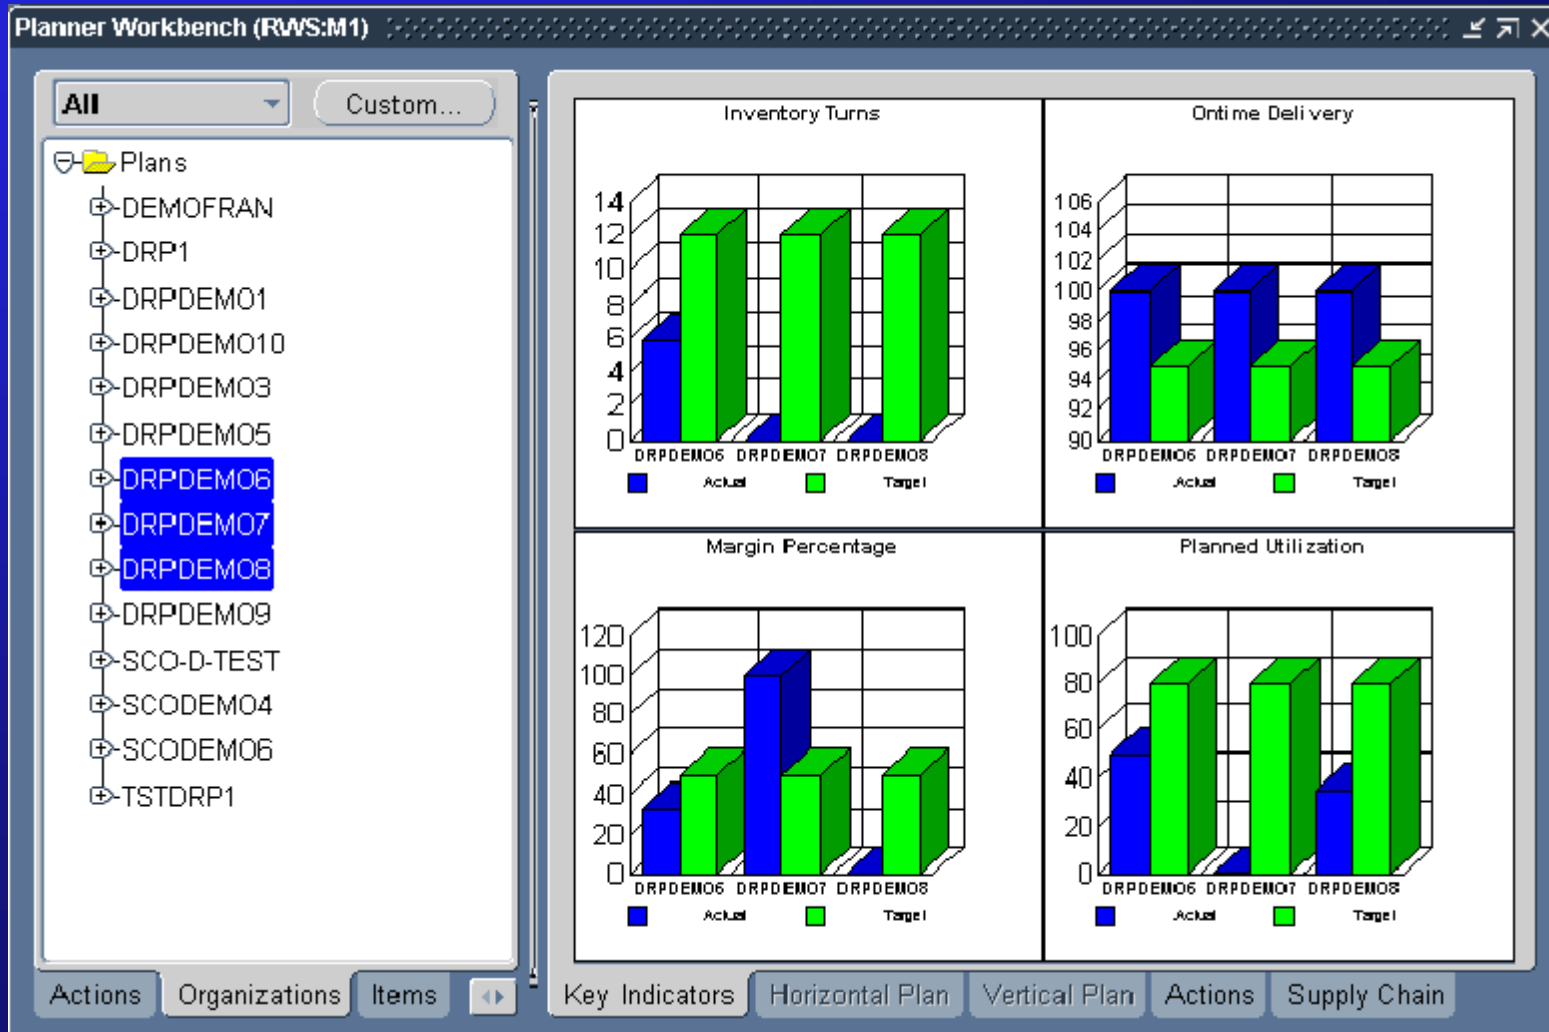 Planner Workbench (RWS:M1)
All
Custom...
Plans
DEMOFRAN
DRP1
DRPDEMO1
DRPDEMO10
DRPDEMO3
DRPDEMO5
DRPDEMO6
DRPDEMO7
DRPDEMO8
DRPDEMO9
SCO-D-TEST
SCODEMO4
SCODEMO6
TSTDRP1
Actions Organizations Items
Inventory Turns
14
12
10
8
6
4
2
0
DRPDEMO6 DRPDEMO7 DRPDEMO8
Actual Target
Ontime Delivery
106
104
102
100
98
96
94
92
90
DRPDEMO6 DRPDEMO7 DRPDEMO8
Actual Target
Margin Percentage
120
100
80
60
40
20
0
DRPDEMO6 DRPDEMO7 DRPDEMO8
Actual Target
Planned Utilization
100
80
60
40
20
0
DRPDEMO6 DRPDEMO7 DRPDEMO8
Actual Target
Key Indicators Horizontal Plan Vertical Plan Actions Supply Chain